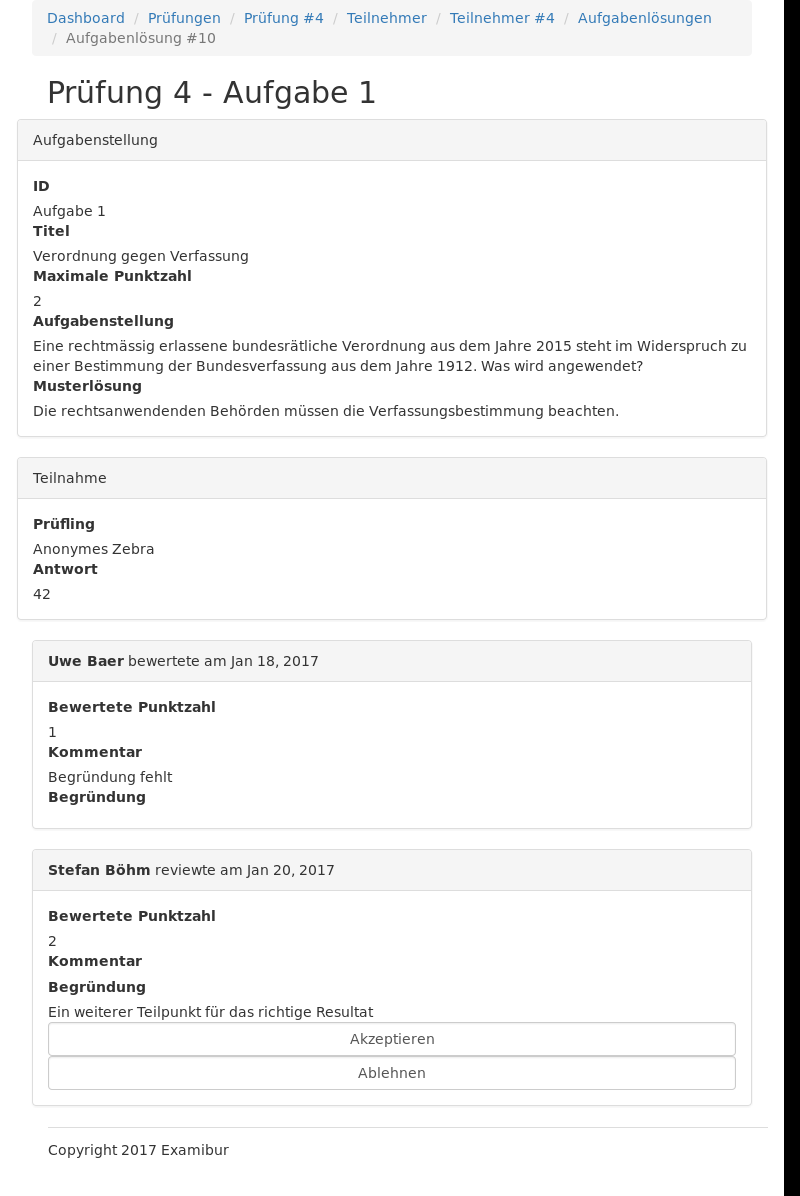 Dashboard / Prüfungen / Prüfung #4 / Teilnehmer / Teilnehmer #4 / Aufgabenlösungen
/ Aufgabenlösung #10
Prüfung 4 - Aufgabe 1
Aufgabenstellung
ID
Aufgabe 1
Titel
Verordnung gegen Verfassung
Maximale Punktzahl
2
Aufgabenstellung
Eine rechtmässig erlassene bundesrätliche Verordnung aus dem Jahre 2015 steht im Widerspruch zu
einer Bestimmung der Bundesverfassung aus dem Jahre 1912. Was wird angewendet?
Musterlösung
Die rechtsanwendenden Behörden müssen die Verfassungsbestimmung beachten.
Teilnahme
Prüfling
Anonymes Zebra
Antwort
42
Uwe Baer bewertete am Jan 18, 2017
Bewertete Punktzahl
1
Kommentar
Begründung fehlt
Begründung
Stefan Böhm reviewte am Jan 20, 2017
Bewertete Punktzahl
2
Kommentar
Begründung
Ein weiterer Teilpunkt für das richtige Resultat
Akzeptieren
Ablehnen
Copyright 2017 Examibur